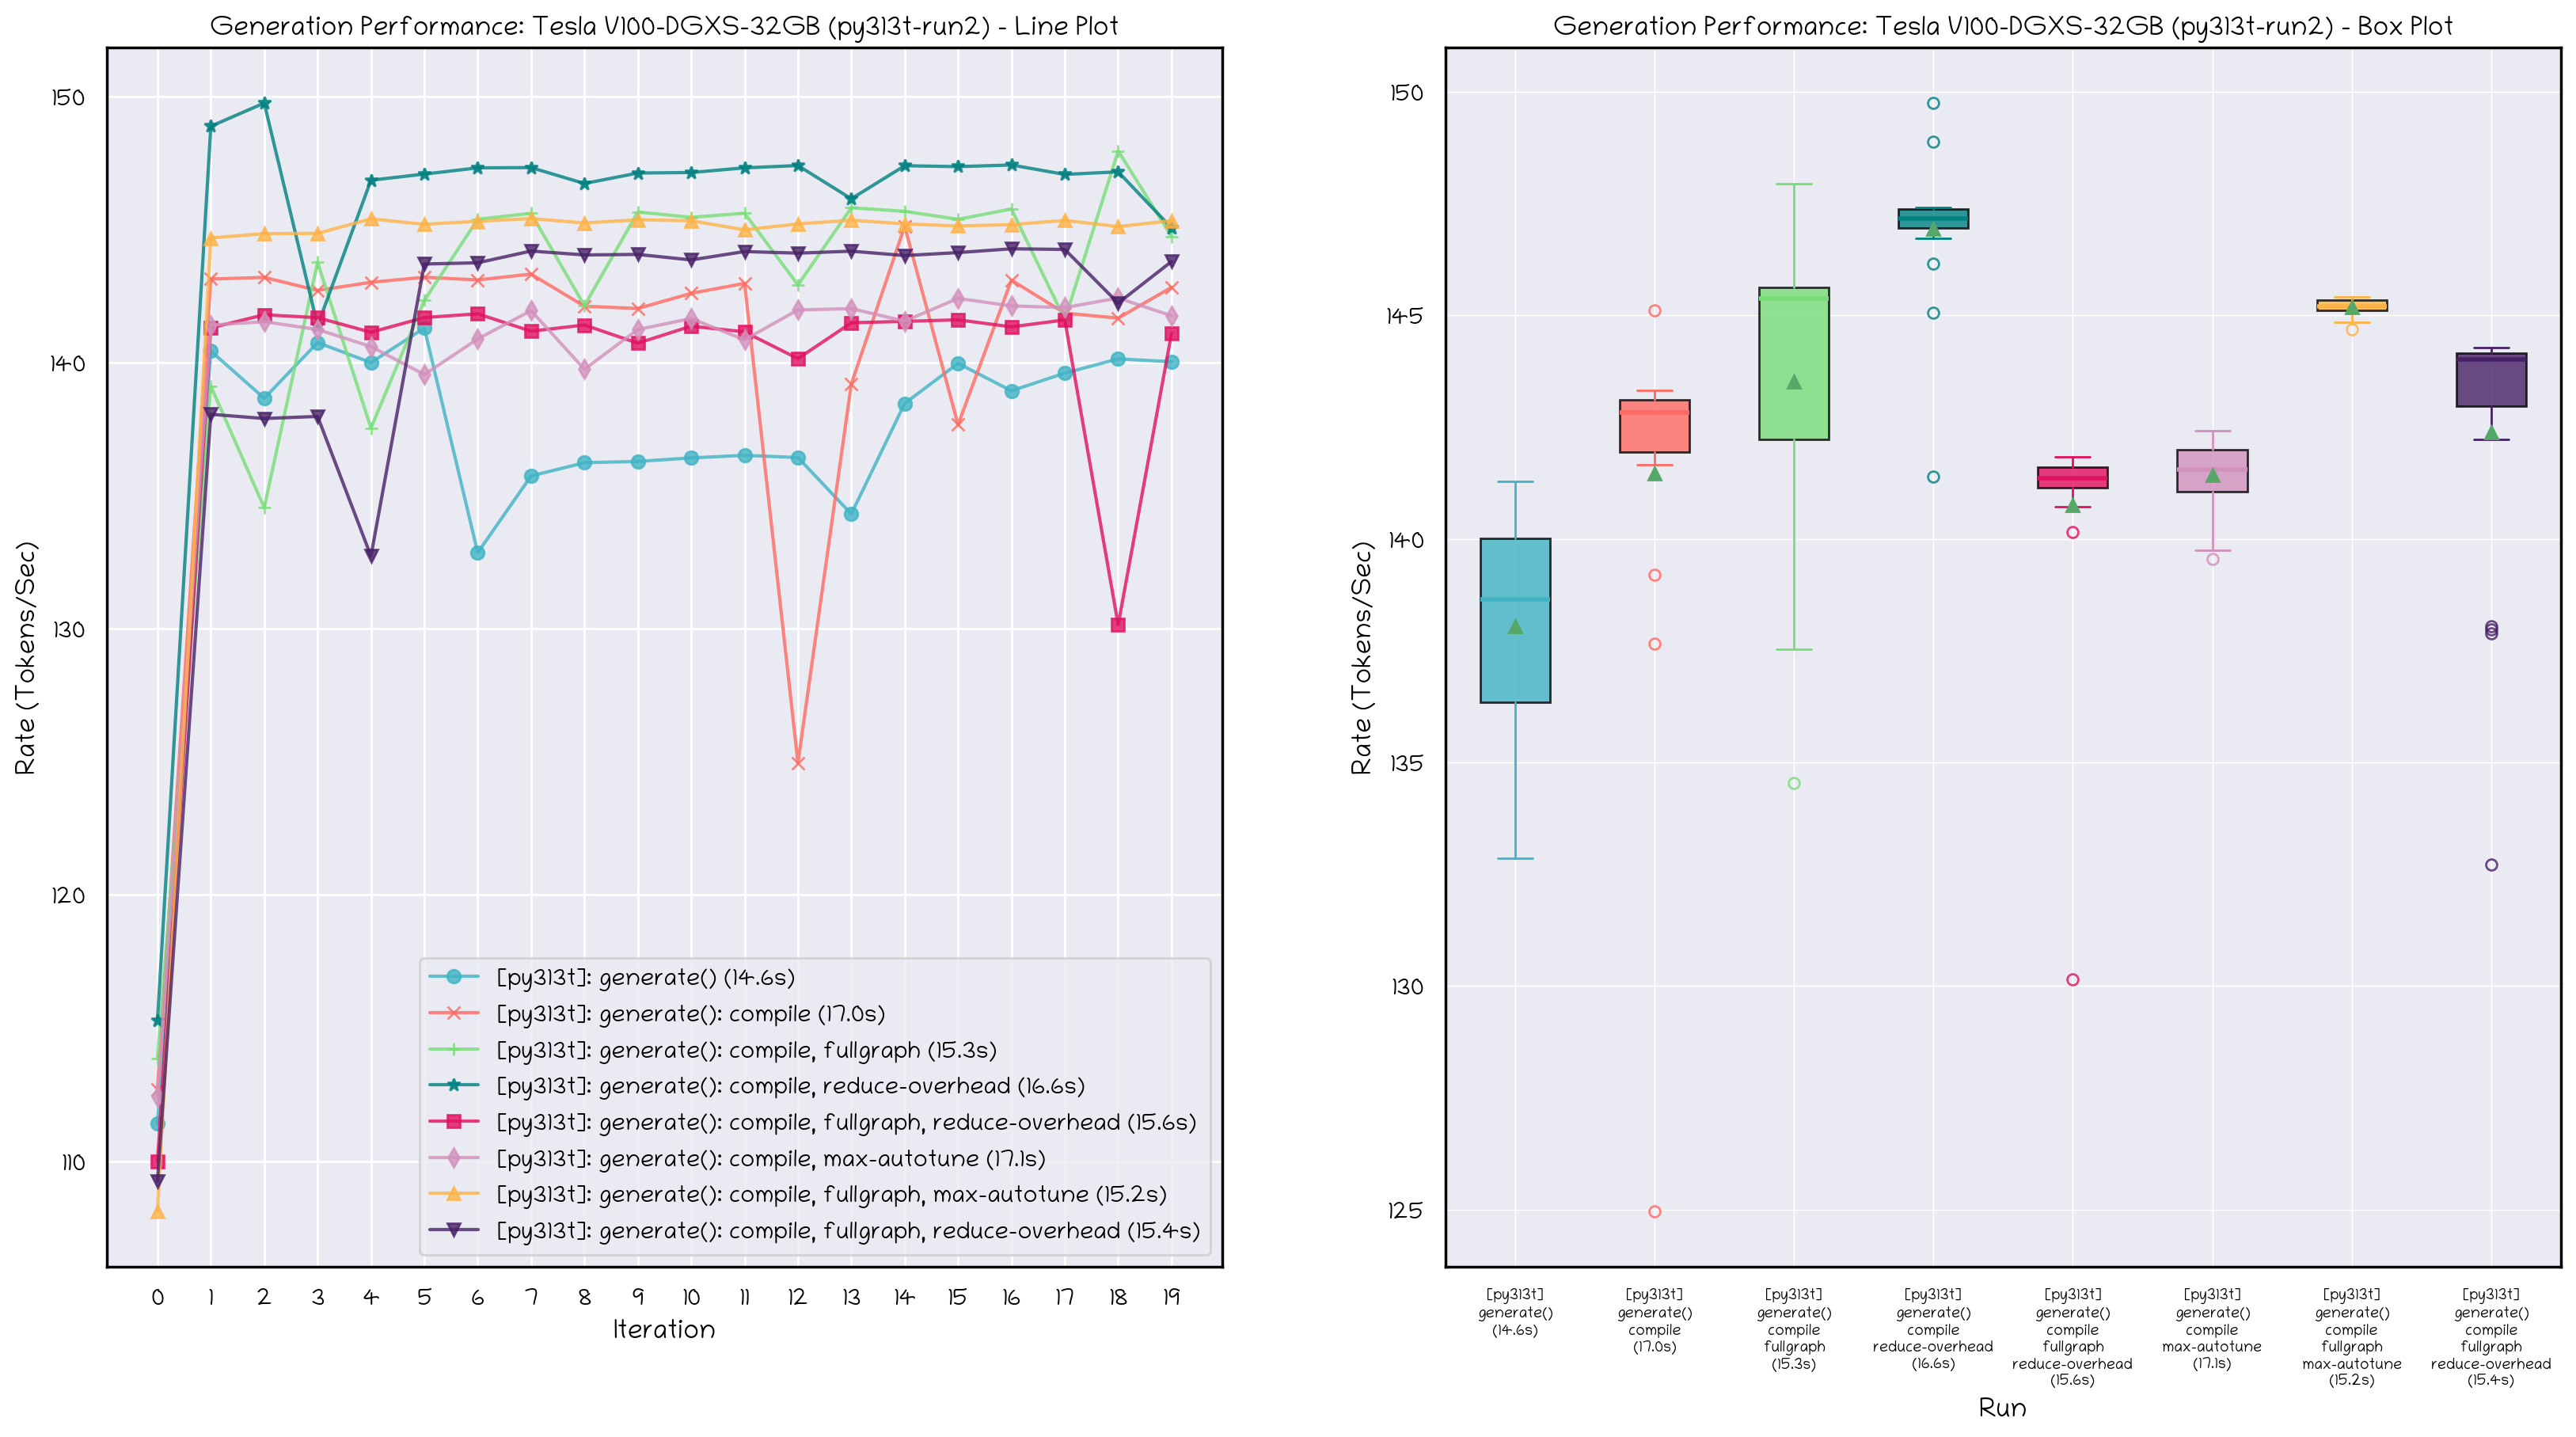 Generation Performance: Tesla V100-DGXS-32GB (py313t-run2) - Line Plot
150
140
130
120
110
Rate (Tokens/Sec)
[py313t]: generate() (14.6s)
[py313t]: generate(): compile (17.0s)
[py313t]: generate(): compile, fullgraph (15.3s)
[py313t]: generate(): compile, reduce-overhead (16.6s)
[py313t]: generate(): compile, fullgraph, reduce-overhead (15.6s)
[py313t]: generate(): compile, max-autotune (17.1s)
[py313t]: generate(): compile, fullgraph, max-autotune (15.2s)
[py313t]: generate(): compile, fullgraph, reduce-overhead (15.4s)
0 1 2 3 4 5 6 7 8 9 10 11 12 13 14 15 16 17 18 19
Iteration
Generation Performance: Tesla V100-DGXS-32GB (py313t-run2) - Box Plot
150
145
140
135
130
125
Rate (Tokens/Sec)
[py313t]
generate()
(14.6s)
[py313t]
generate()
compile
(17.0s)
[py313t]
generate()
compile
fullgraph
(15.3s)
[py313t]
generate()
compile
reduce-overhead
(16.6s)
[py313t]
generate()
compile
fullgraph
reduce-overhead
(15.6s)
[py313t]
generate()
compile
max-autotune
(17.1s)
[py313t]
generate()
compile
fullgraph
max-autotune
(15.2s)
[py313t]
generate()
compile
fullgraph
reduce-overhead
(15.4s)
Run